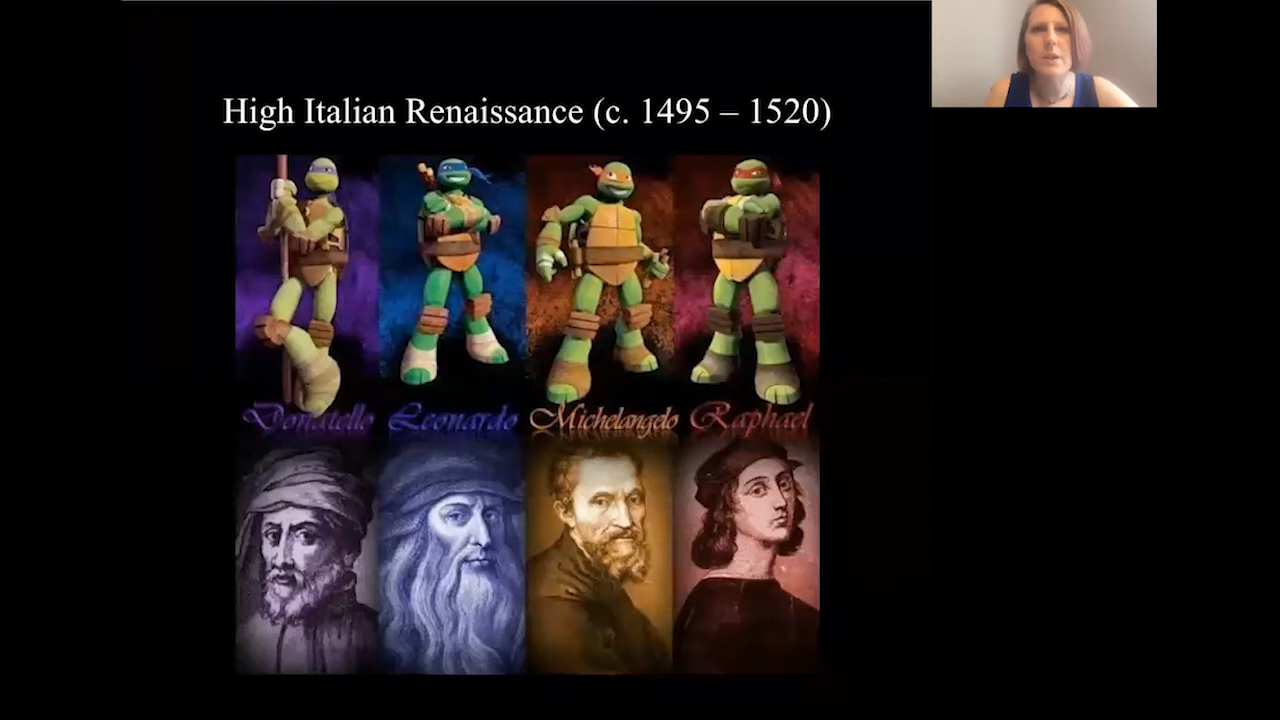 High Italian Renaissance (c. 1495 – 1520)
Donatello Leonardo Michelangelo Raphael